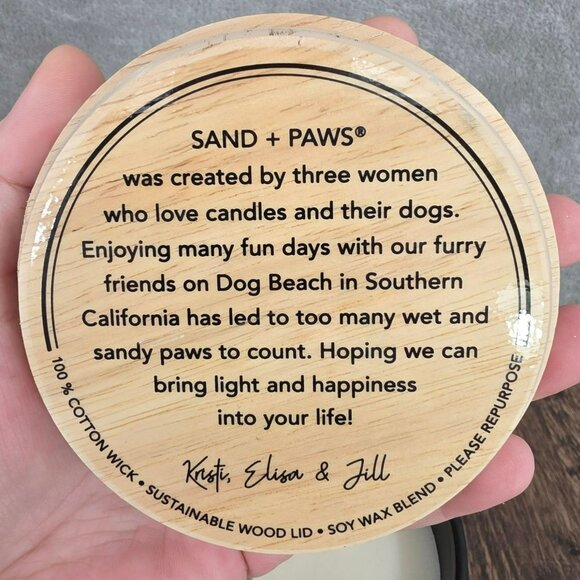 SAND + PAWS®
was created by three women
who love candles and their dogs.
Enjoying many fun days with our furry
friends on Dog Beach in Southern
California has led to too many wet and
sandy paws to count. Hoping we can
bring light and happiness
into your life!
Kristi, Elisa & Jill
100 % COTTON WICK • SUSTAINABLE WOOD LID • SOY WAX BLEND • PLEASE REPURPOSE